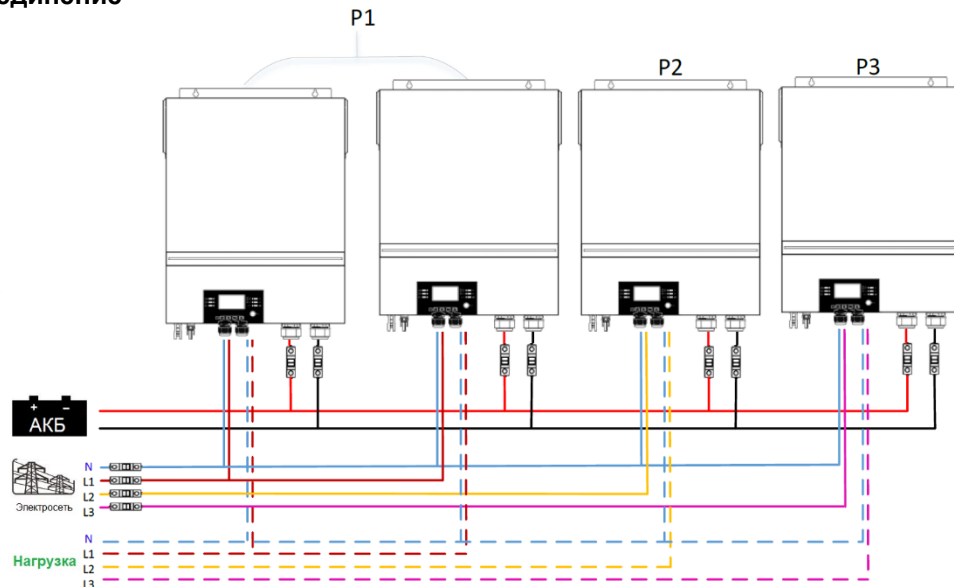 P1
P2
P3
+ −
АКБ
N
L1
L2
L3
Электросеть
N
L1
L2
L3
Нагрузка